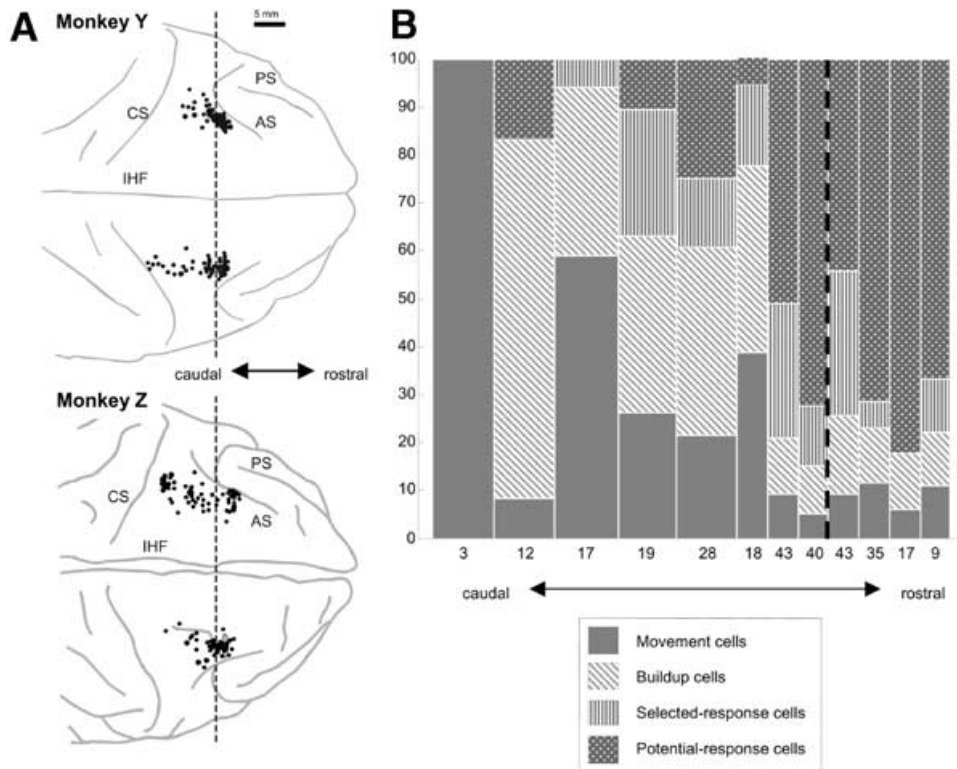 A
Monkey Y
5 mm
PS
CS
AS
IHF
caudal
rostral
Monkey Z
PS
CS
AS
IHF
B
100
90
80
70
60
50
40
30
20
10
0
3 12 17 19 28 18 43 40 43 35 17 9
caudal
rostral
Movement cells
Buildup cells
Selected-response cells
Potential-response cells